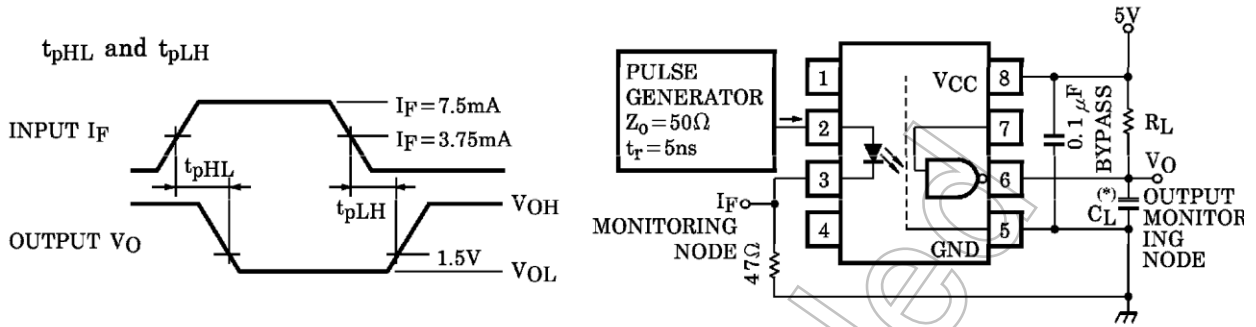 tpHL and tpLH
INPUT IF
IF=7.5mA
IF=3.75mA
tpHL
tpLH
OUTPUT VO
VOH
1.5V
VOL
PULSE
GENERATOR
Zo=50Ω
tr=5ns
IF
MONITORING
NODE
47Ω
1
2
3
4
VCC
GND
8
7
6
5
5V
0.1 μF
BYPASS
RL
VO
(*)
CL
OUTPUT
MONITOR
ING
NODE